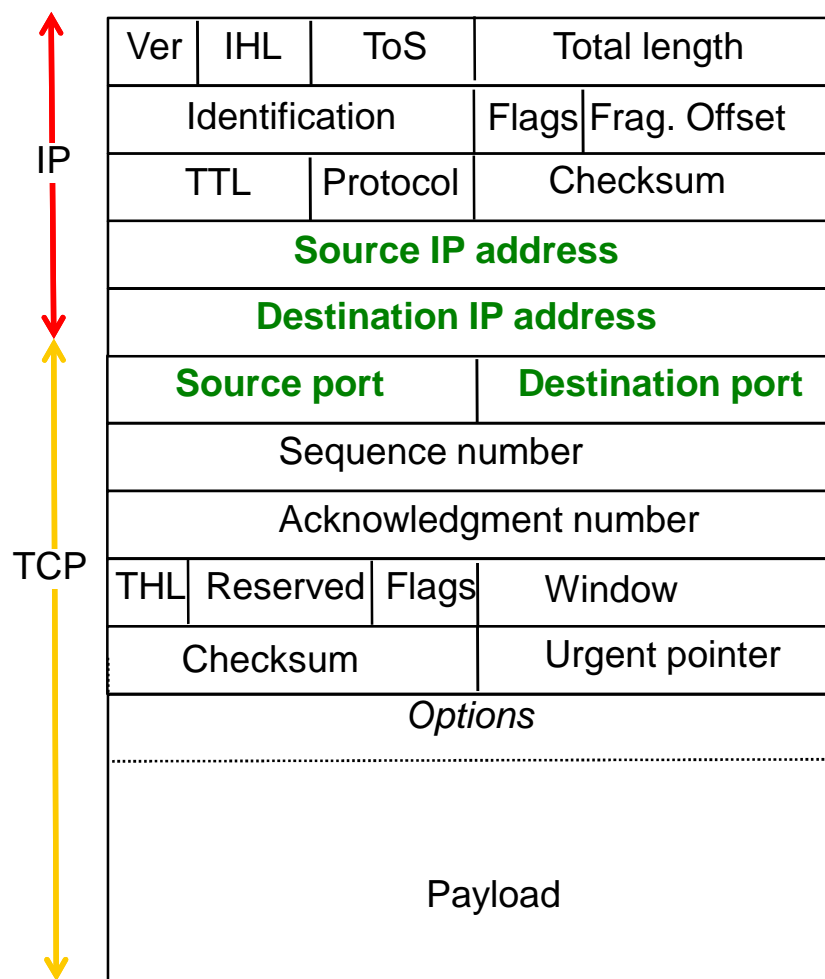 Ver IHL ToS Total length
Identification Flags Frag. Offset
IP
TTL Protocol Checksum
Source IP address
Destination IP address
Source port Destination port
Sequence number
Acknowledgment number
TCP
THL Reserved Flags Window
Checksum Urgent pointer
Options
Payload